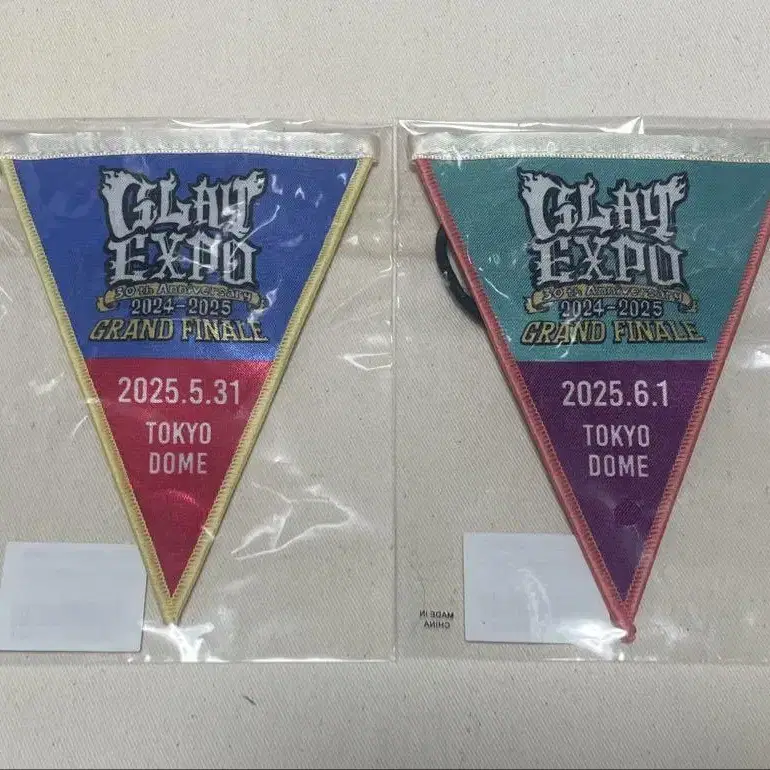 GLAY
EXPO
30th Anniversary
2024-2025
GRAND FINALE
2025.5.31
TOKYO
DOME
GLAY
EXPO
30th Anniversary
2024-2025
GRAND FINALE
2025.6.1
TOKYO
DOME
MADE IN
CHINA